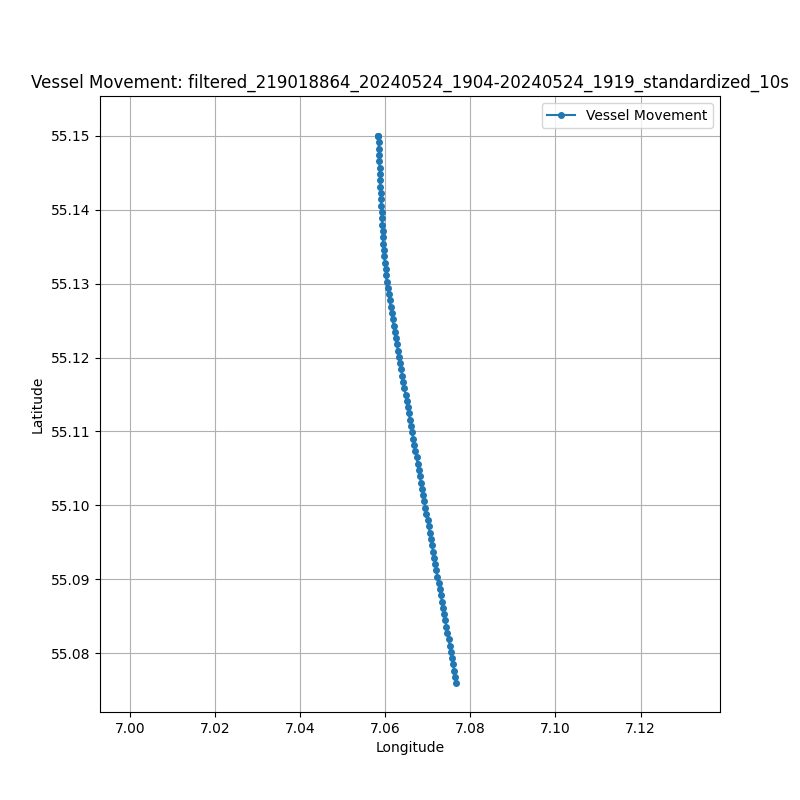 Vessel Movement: filtered_219018864_20240524_1904-20240524_1919_standardized_10s
Vessel Movement
55.15
55.14
55.13
55.12
55.11
55.10
55.09
55.08
Latitude
7.00 7.02 7.04 7.06 7.08 7.10 7.12
Longitude